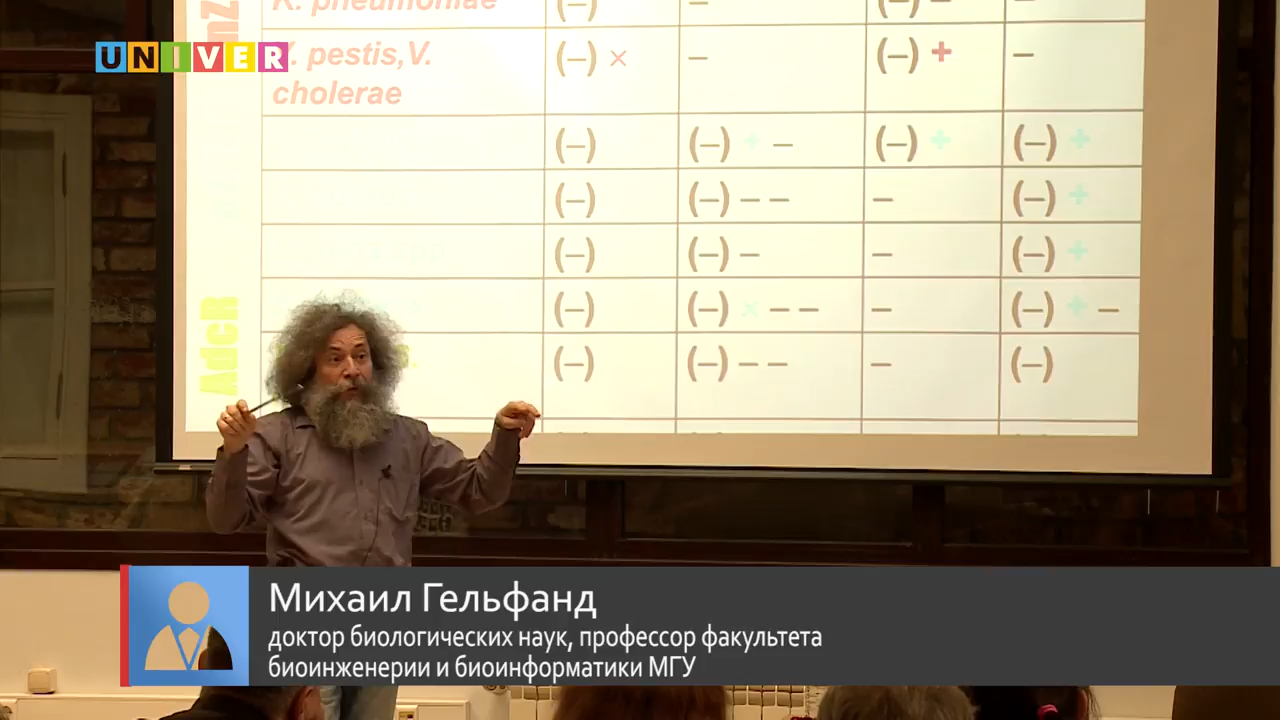 K. pneumoniae (–) – (–) – –
UNIVER
Y. pestis,V. (–) × – (–) + –
cholerae
(–) (–) + – (–) + (–) +
(–) (–) – – – (–) +
(–) (–) – – (–) +
(–) (–) × – – – (–) + –
AdcR
(–) (–) – – – (–)
Михаил Гельфанд
доктор биологических наук, профессор факультета
биоинженерии и биоинформатики МГУ